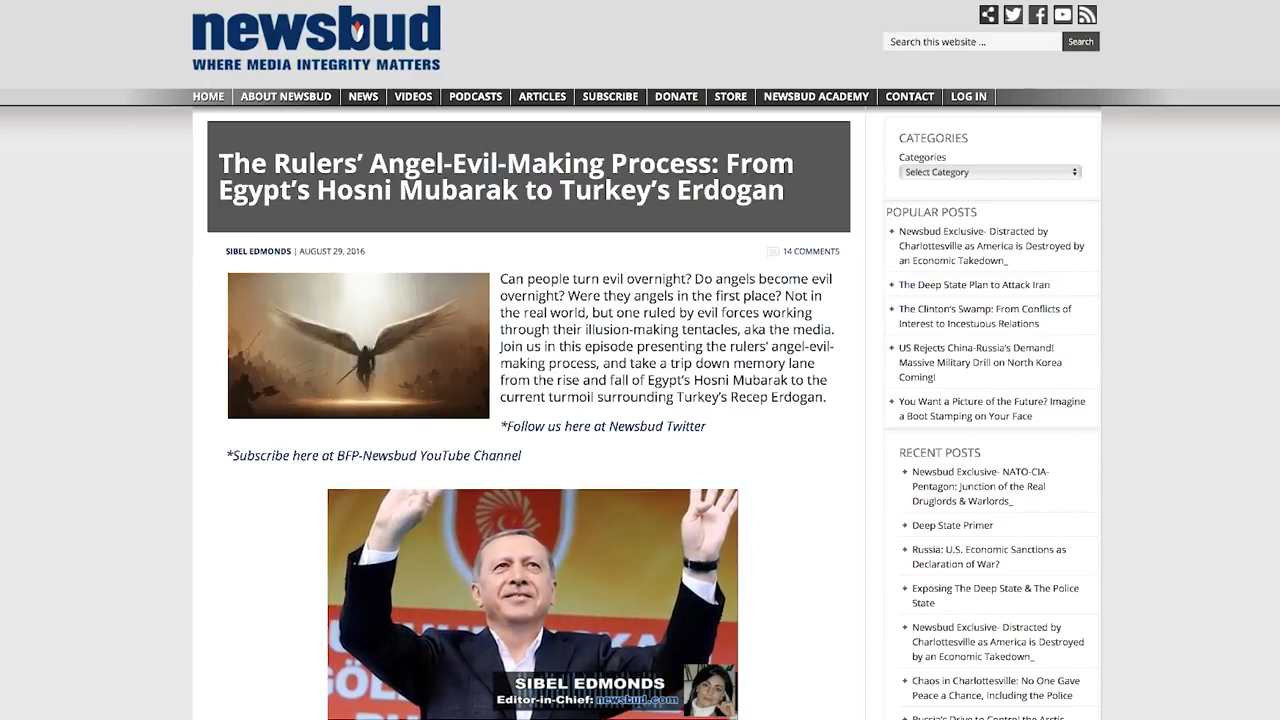 newsbud
WHERE MEDIA INTEGRITY MATTERS
Search this website ...
Search
HOME
ABOUT NEWSBUD
NEWS
VIDEOS
PODCASTS
ARTICLES
SUBSCRIBE
DONATE
STORE
NEWSBUD ACADEMY
CONTACT
LOG IN
The Rulers’ Angel-Evil-Making Process: From
Egypt’s Hosni Mubarak to Turkey’s Erdogan
SIBEL EDMONDS | AUGUST 29, 2016
14 COMMENTS
Can people turn evil overnight? Do angels become evil
overnight? Were they angels in the first place? Not in
the real world, but one ruled by evil forces working
through their illusion-making tentacles, aka the media.
Join us in this episode presenting the rulers’ angel-evil-
making process, and take a trip down memory lane
from the rise and fall of Egypt’s Hosni Mubarak to the
current turmoil surrounding Turkey’s Recep Erdogan.
*Follow us here at Newsbud Twitter
*Subscribe here at BFP-Newsbud YouTube Channel
SIBEL EDMONDS
Editor-in-Chief: newsbud.com
CATEGORIES
Categories
Select Category
POPULAR POSTS
Newsbud Exclusive- Distracted by
Charlottesville as America is Destroyed by
an Economic Takedown_
The Deep State Plan to Attack Iran
The Clinton’s Swamp: From Conflicts of
Interest to Incestuous Relations
US Rejects China-Russia’s Demand!
Massive Military Drill on North Korea
Coming!
You Want a Picture of the Future? Imagine
a Boot Stamping on Your Face
RECENT POSTS
Newsbud Exclusive- NATO-CIA-
Pentagon: Junction of the Real
Druglords & Warlords_
Deep State Primer
Russia: U.S. Economic Sanctions as
Declaration of War?
Exposing The Deep State & The Police
State
Newsbud Exclusive- Distracted by
Charlottesville as America is Destroyed
by an Economic Takedown_
Chaos in Charlottesville: No One Gave
Peace a Chance, Including the Police
Russia’s Drive to Control the Arctic